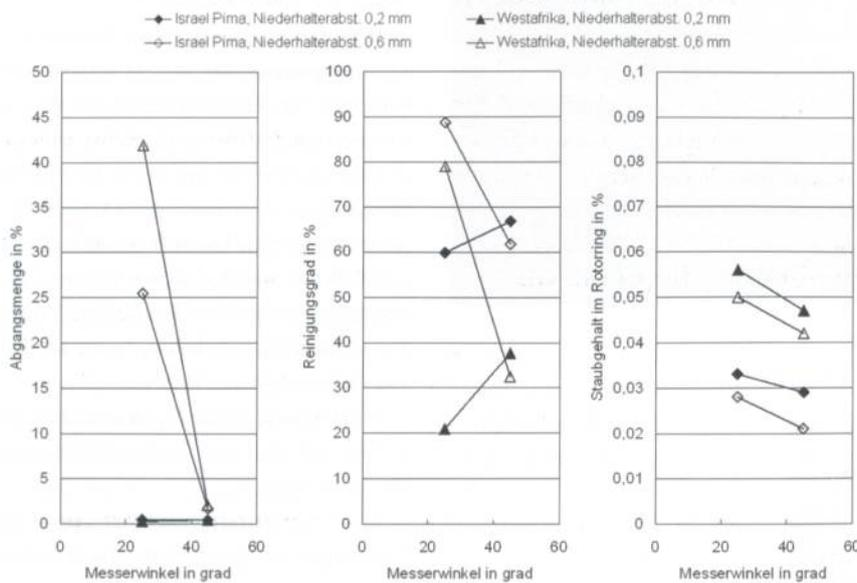 Israel Pima, Niederhalterabst. 0,2 mm
Westafrika, Niederhalterabst. 0,2 mm
Israel Pima, Niederhalterabst. 0,6 mm
Westafrika, Niederhalterabst. 0,6 mm
Abgangsmenge in %
50
45
40
35
30
25
20
15
10
5
0
0 20 40 60
Messerwinkel in grad
Reinigungsgrad in %
100
90
80
70
60
50
40
30
20
10
0
0 20 40 60
Messerwinkel in grad
Staubgehalt im Rotorring in %
0,1
0,09
0,08
0,07
0,06
0,05
0,04
0,03
0,02
0,01
0
0 20 40 60
Messerwinkel in grad